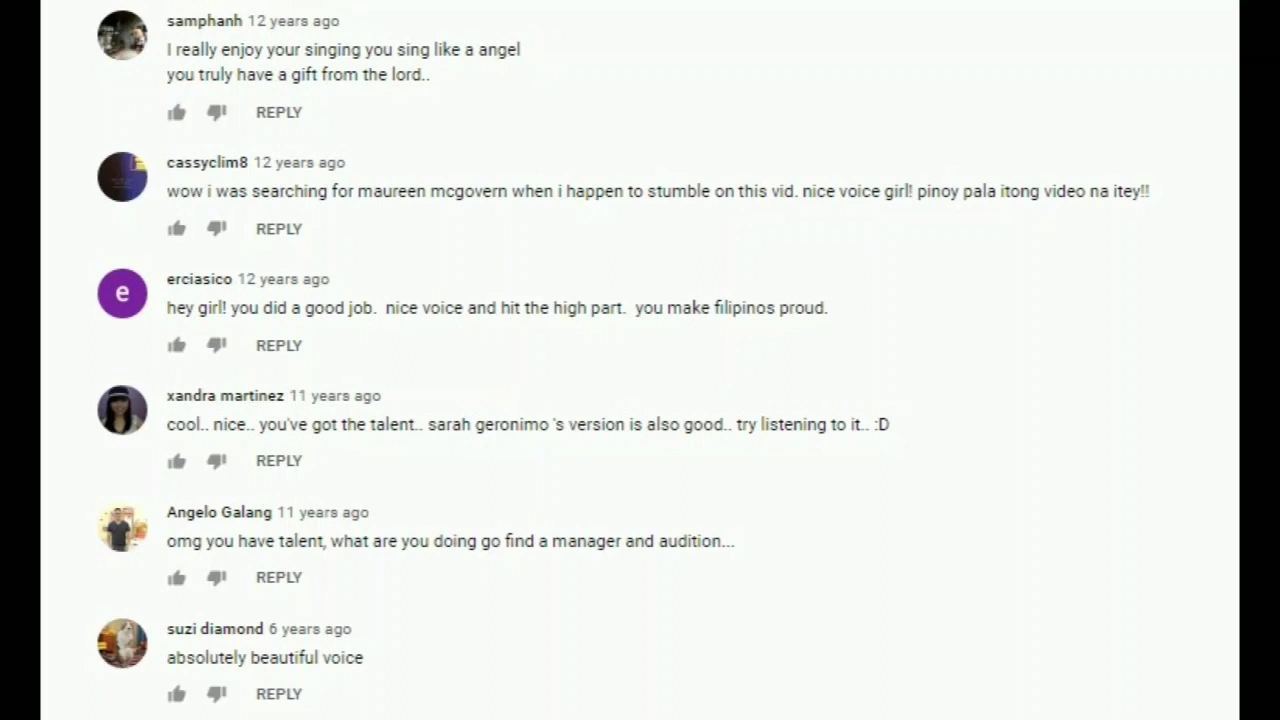 samphanh 12 years ago
I really enjoy your singing you sing like a angel
you truly have a gift from the lord..
REPLY
cassyclim8 12 years ago
wow i was searching for maureen mcgovern when i happen to stumble on this vid. nice voice girl! pinoy pala itong video na itey!!
REPLY
e
erciasico 12 years ago
hey girl! you did a good job.  nice voice and hit the high part.  you make filipinos proud.
REPLY
xandra martinez 11 years ago
cool.. nice.. you've got the talent.. sarah geronimo 's version is also good.. try listening to it.. :D
REPLY
Angelo Galang 11 years ago
omg you have talent, what are you doing go find a manager and audition...
REPLY
suzi diamond 6 years ago
absolutely beautiful voice
REPLY